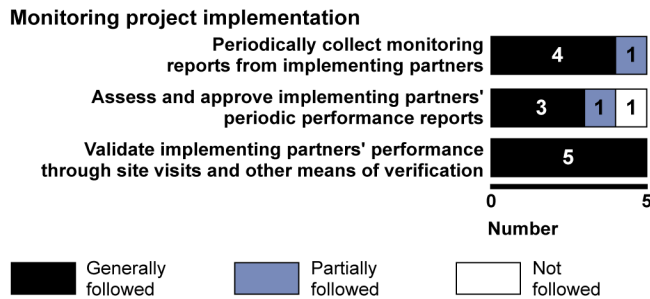 Monitoring project implementation
Periodically collect monitoring
reports from implementing partners
4 1
Assess and approve implementing partners'
periodic performance reports
3 1 1
Validate implementing partners' performance
through site visits and other means of verification
5
0 5
Number
Generally
followed
Partially
followed
Not
followed